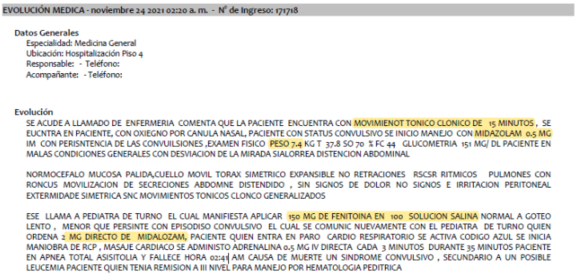 EVOLUCIÓN MEDICA - noviembre 24 2021 02:20 a. m. - N° de Ingreso: 171718
Datos Generales
Especialidad: Medicina General
Ubicación: Hospitalización Piso 4
Responsable: - Teléfono:
Acompañante: - Teléfono:
Evolución
SE ACUDE A LLAMADO DE ENFERMERIA COMENTA QUE LA PACIENTE ENCUENTRA CON MOVIMIENOT TONICO CLONICO DE 15 MINUTOS , SE
EUCNTRA EN PACIENTE, CON OXIEGNO POR CANULA NASAL, PACIENTE CON STATUS CONVULSIVO SE INICIO MANEJO CON MIDAZOLAM 0.5 MG
IM CON PERISNTENCIA DE LAS CONVUILSIONES ,EXAMEN FISICO PESO 7,4 KG T 37,8 SO 70 % FC 44 GLUCOMETRIA 151 MG/ DL PACIENTE EN
MALAS CONDICIONES GENERALES CON DESVIACION DE LA MIRADA SIALORREA DISTENCION ABDOMINAL
NORMOCEFALO MUCOSA PALIDA,CUELLO MOVIL TORAX SIMETRICO EXPANSIBLE NO RETRACIONES RSCSR RITMICOS PULMONES CON
RONCUS MOVILIZACION DE SECRECIONES ABDOMNE DISTENDIDO , SIN SIGNOS DE DOLOR NO SIGNOS E IRRITACION PERITONEAL
EXTERMIDADE SIMETRICA SNC MOVIMIENTOS TONICO CLONCO GENERALIZADOS
ESE LLAMA A PEDIATRA DE TURNO EL CUAL MANIFIESTA APLICAR 150 MG DE FENITOINA EN 100 SOLUCION SALINA NORMAL A GOTEO
LENTO , MENOR QUE PERSINTE CON EPISODISO CONVULSIVO EL CUAL SE COMUNIC NUEVAMENTE CON EL PEDIATRA DE TURNO QUIEN
ORDENA 2 MG DIRECTO DE MIDALOZAM, PACIENTE QUIEN ENTRA EN PARO CARDIO RESPIRATORIO SE ACTIVA CODIGO AZUL SE INICIA
MANIOBRA DE RCP , MASAJE CARDIACO SE ADMINISTO ADRENALINA 0.5 MG IV DIRECTA CADA 3 MINUTOS DURANTE 35 MINUTOS PACIENTE
EN APNEA TOTAL ASISITOLIA Y FALLECE HORA 02:41 AM CAUSA DE MUERTE UN SINDROME CONVULSIVO , SECUNDARIO A UN POSIBLE
LEUCEMIA PACIENTE QUIEN TENIA REMISION A III NIVEL PARA MANEJO POR HEMATOLOGIA PEDITRICA